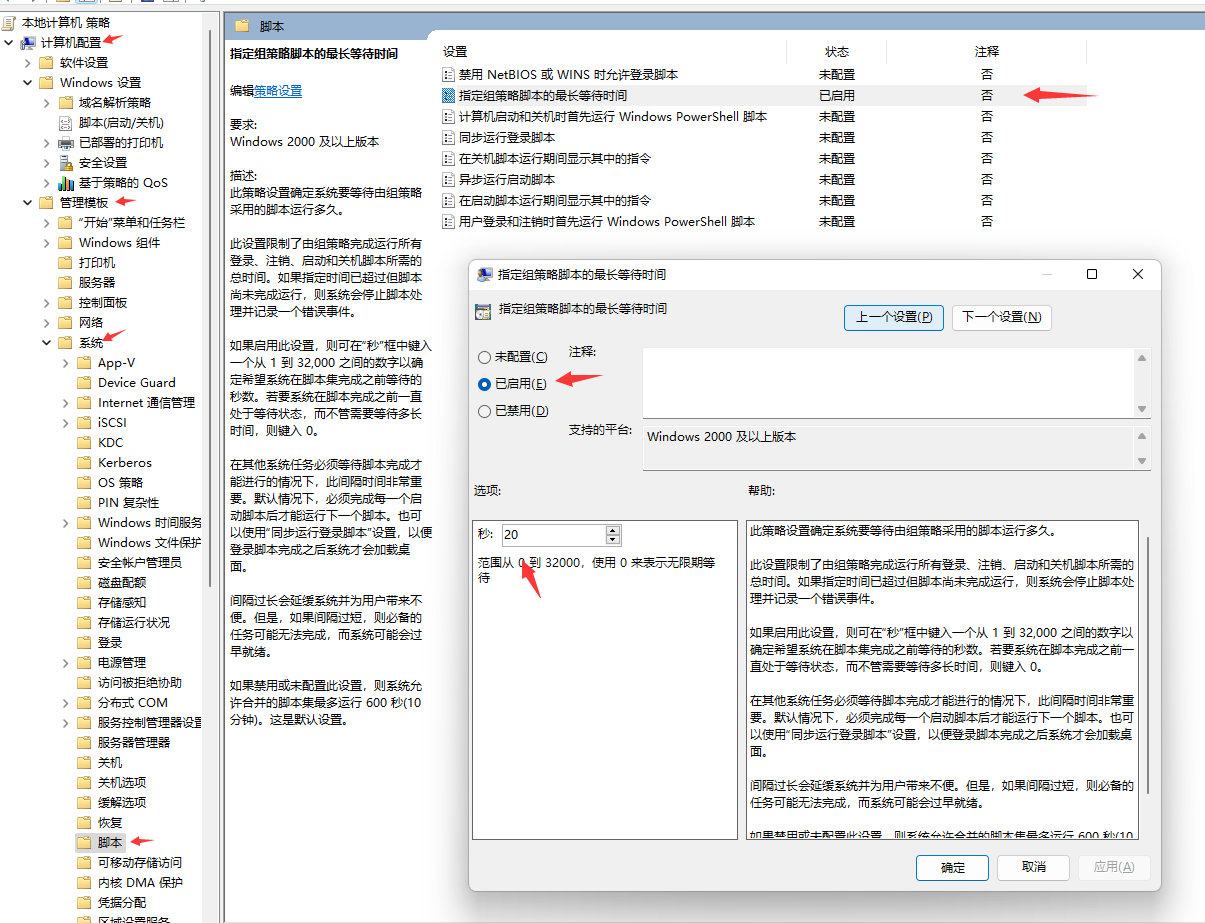 本地计算机 策略
计算机配置
软件设置
Windows 设置
域名解析策略
脚本(启动/关机)
已部署的打印机
安全设置
基于策略的 QoS
管理模板
“开始”菜单和任务栏
Windows 组件
打印机
服务器
控制面板
网络
系统
App-V
Device Guard
Internet 通信管理
iSCSI
KDC
Kerberos
OS 策略
PIN 复杂性
Windows 时间服务
Windows 文件保护
安全帐户管理员
磁盘配额
存储感知
存储运行状况
登录
电源管理
访问被拒绝协助
分布式 COM
服务控制管理器设置
服务器管理器
关机
关机选项
缓解选项
恢复
脚本
可移动存储访问
内核 DMA 保护
凭据分配
区域设置服务
脚本
指定组策略脚本的最长等待时间
编辑策略设置
要求:
Windows 2000 及以上版本
描述:
此策略设置确定系统要等待由组策略
采用的脚本运行多久。
此设置限制了由组策略完成运行所有
登录、注销、启动和关机脚本所需的
总时间。如果指定时间已超过但脚本
尚未完成运行，则系统会停止脚本处
理并记录一个错误事件。
如果启用此设置，则可在“秒”框中键入
一个从 1 到 32,000 之间的数字以确
定希望系统在脚本集完成之前等待的
秒数。若要系统在脚本完成之前一直
处于等待状态，而不管需要等待多长
时间，则键入 0。
在其他系统任务必须等待脚本完成才
能进行的情况下，此间隔时间非常重
要。默认情况下，必须完成每一个启
动脚本后才能运行下一个脚本。也可
以使用“同步运行登录脚本”设置，以便
登录脚本完成之后系统才会加载桌
面。
间隔过长会延缓系统并为用户带来不
便。但是，如果间隔过短，则必备的
任务可能无法完成，而系统可能会过
早就绪。
如果禁用或未配置此设置，则系统允
许合并的脚本集最多运行 600 秒(10
分钟)。这是默认设置。
设置 状态 注释
禁用 NetBIOS 或 WINS 时允许登录脚本 未配置 否
指定组策略脚本的最长等待时间 已启用 否
计算机启动和关机时首先运行 Windows PowerShell 脚本 未配置 否
同步运行登录脚本 未配置 否
在关机脚本运行期间显示其中的指令 未配置 否
异步运行启动脚本 未配置 否
在启动脚本运行期间显示其中的指令 未配置 否
用户登录和注销时首先运行 Windows PowerShell 脚本 未配置 否
指定组策略脚本的最长等待时间
指定组策略脚本的最长等待时间
上一个设置(P) 下一个设置(N)
未配置(C) 注释:
已启用(E)
已禁用(D)
支持的平台:
Windows 2000 及以上版本
选项: 帮助:
秒: 20
范围从 0 到 32000，使用 0 来表示无限期等
待
此策略设置确定系统要等待由组策略采用的脚本运行多久。
此设置限制了由组策略完成运行所有登录、注销、启动和关机脚本所需的
总时间。如果指定时间已超过但脚本尚未完成运行，则系统会停止脚本处
理并记录一个错误事件。
如果启用此设置，则可在“秒”框中键入一个从 1 到 32,000 之间的数字以
确定希望系统在脚本集完成之前等待的秒数。若要系统在脚本完成之前一
直处于等待状态，而不管需要等待多长时间，则键入 0。
在其他系统任务必须等待脚本完成才能进行的情况下，此间隔时间非常重
要。默认情况下，必须完成每一个启动脚本后才能运行下一个脚本。也可
以使用“同步运行登录脚本”设置，以便登录脚本完成之后系统才会加载桌
面。
间隔过长会延缓系统并为用户带来不便。但是，如果间隔过短，则必备的
任务可能无法完成，而系统可能会过早就绪。
如果禁用或未配置此设置，则系统允许合并的脚本集最多运行 600 秒(10
确定 取消 应用(A)